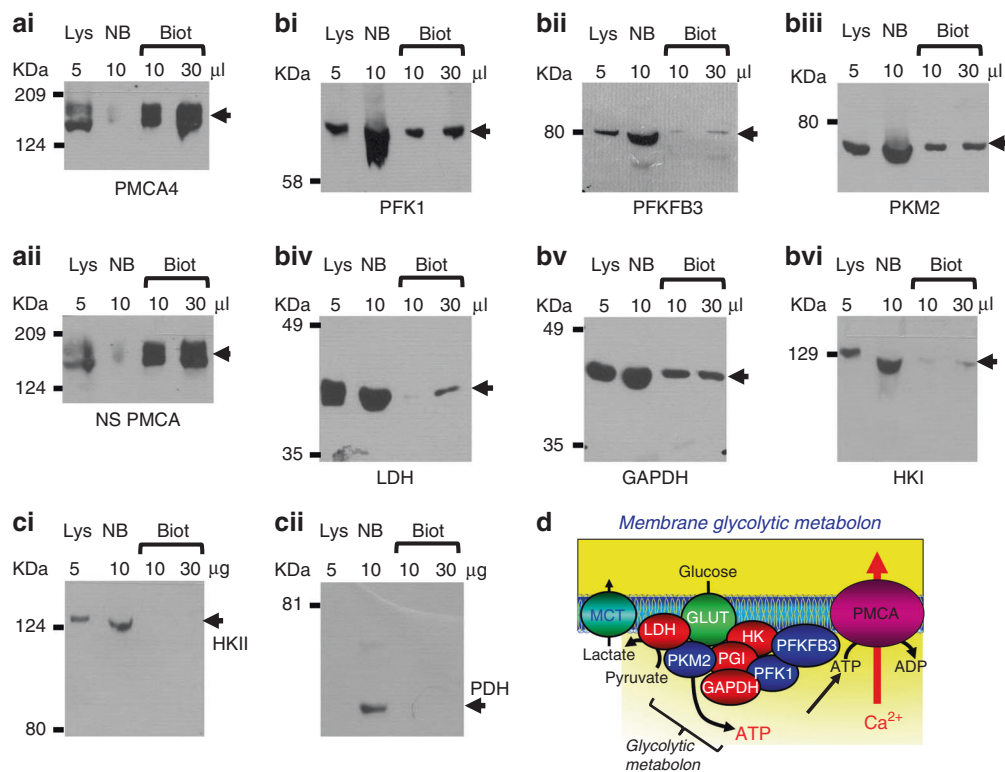 ai
Lys NB Biot
KDa 5 10 10 30 µl
209
124
PMCA4
bi
Lys NB Biot
KDa 5 10 10 30 µl
58
PFK1
bii
Lys NB Biot
KDa 5 10 10 30 µl
80
PFKFB3
biii
Lys NB Biot
KDa 5 10 10 30 µl
80
PKM2
aii
Lys NB Biot
KDa 5 10 10 30 µl
209
124
NS PMCA
biv
Lys NB Biot
KDa 5 10 10 30 µl
49
35
LDH
bv
Lys NB Biot
KDa 5 10 10 30 µl
49
35
GAPDH
bvi
Lys NB Biot
KDa 5 10 10 30 µl
129
HKI
ci
Lys NB Biot
KDa 5 10 10 30 µg
124
HKII
80
cii
Lys NB Biot
KDa 5 10 10 30 µg
81
PDH
d
Membrane glycolytic metabolon
Glucose
MCT
GLUT
PMCA
LDH
HK
PFKFB3
Lactate
PKM2
PGI
PFK1
ATP
ADP
Pyruvate
GAPDH
ATP
Ca2+
Glycolytic
metabolon